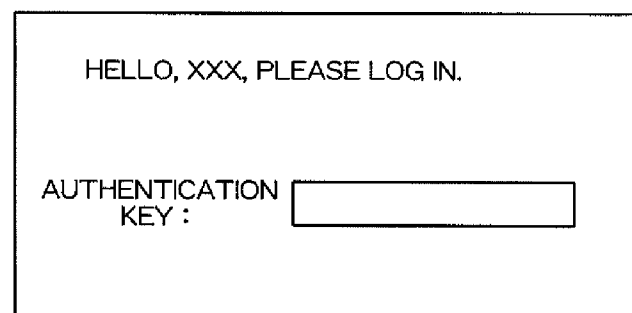 HELLO, XXX, PLEASE LOG IN.
AUTHENTICATION
KEY :